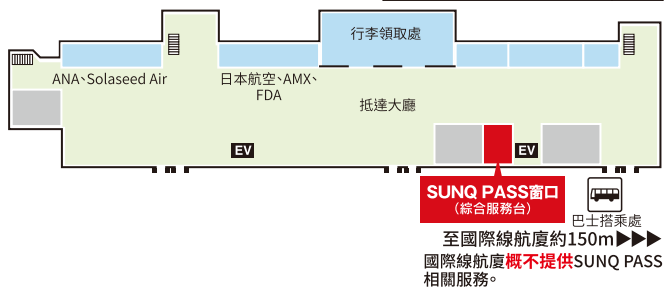 行李領取處
ANA、Solaseed Air
日本航空、AMX、
FDA
抵達大廳
EV
EV
SUNQ PASS窗口
(綜合服務台)
巴士搭乘處
至國際線航廈約150m▶▶▶
國際線航廈概不提供SUNQ PASS
相關服務。